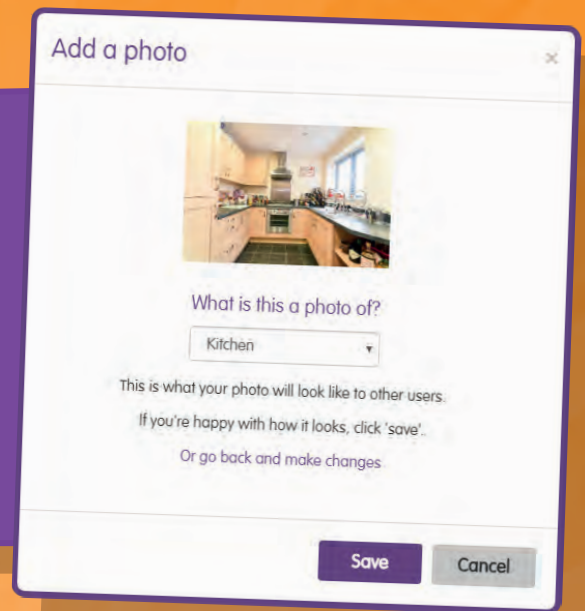 Add a photo
×
What is this a photo of?
Kitchen
This is what your photo will look like to other users.
If you're happy with how it looks, click 'save'.
Or go back and make changes
Save
Cancel